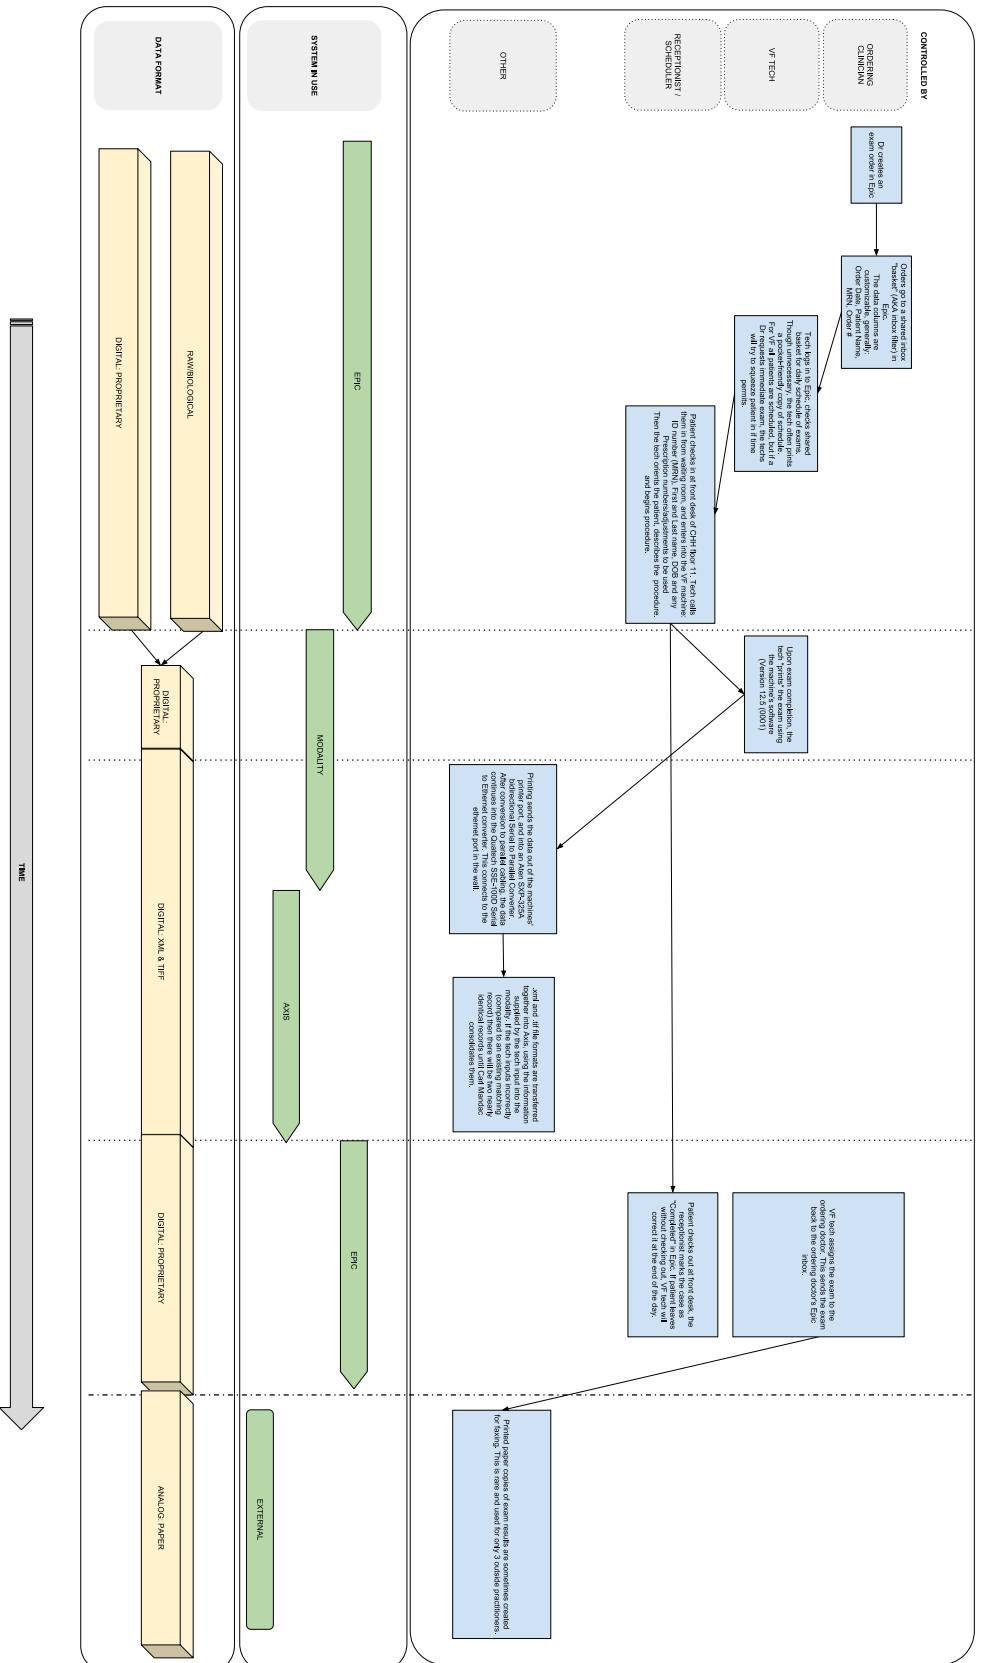 CONTROLLED BY
ORDERING
CLINICIAN
VF TECH
RECEPTIONIST /
SCHEDULER
OTHER
SYSTEM IN USE
DATA FORMAT
Dr creates an
exam order in Epic
Orders go to a shared inbox
"basket" (AKA inbox filter) in
Epic.
The data columns are
customizable, generally:
Order Date, Patient Name,
MRN, Order #
Tech logs in to Epic, checks shared
basket for daily schedule of exams.
Though unnecessary, the tech often prints
a pocket-friendly copy of schedule.
For VF all patients are scheduled, but if a
Dr requests immediate exam, the techs
will try to squeeze patient in if time
permits.
Patient checks in at front desk of CHH floor 11. Tech calls
them in from waiting room, and enters into the VF machine:
ID number (MRN), First and Last name, DOB and any
Prescription numbers/adjustments to be used
Then the tech orients the patient, describes the procedure.
and begins procedure.
Upon exam completion, the
tech "prints" the exam using
the machine's software
(Version 12.5 (0001)
Printing sends the data out of the machines'
printer port, and into an Aten SXP-325A
bidirectional Serial to Parallel Converter,
After conversion to parallel cabling, the data
continues into the Quatech SSE-100D Serial
to Ethernet converter. This connects to the
ethernet port in the wall.
.xml and .tif file formats are transferred
together into Axis, using the information
supplied by the tech input into the
modality. If the tech inputs incorrectly
(compared to an existing matching
record) then there will be two nearly
identical records until Carl Mandac
consolidates them.
VF tech assigns the exam to the
ordering doctor. This sends the exam
back to the ordering doctor's Epic
inbox.
Patient checks out at front desk, the
receptionist marks the case as
"Completed" in Epic. If patient leaves
without checking out, VF tech will
correct it at the end of the day.
Printed paper copies of exam results are sometimes created
for faxing. This is rare and used for only 3 outside practitioners.
EPIC
MODALITY
AXIS
EPIC
EXTERNAL
RAW/BIOLOGICAL
DIGITAL: PROPRIETARY
DIGITAL:
PROPRIETARY
DIGITAL: XML & TIFF
DIGITAL: PROPRIETARY
ANALOG: PAPER
TIME